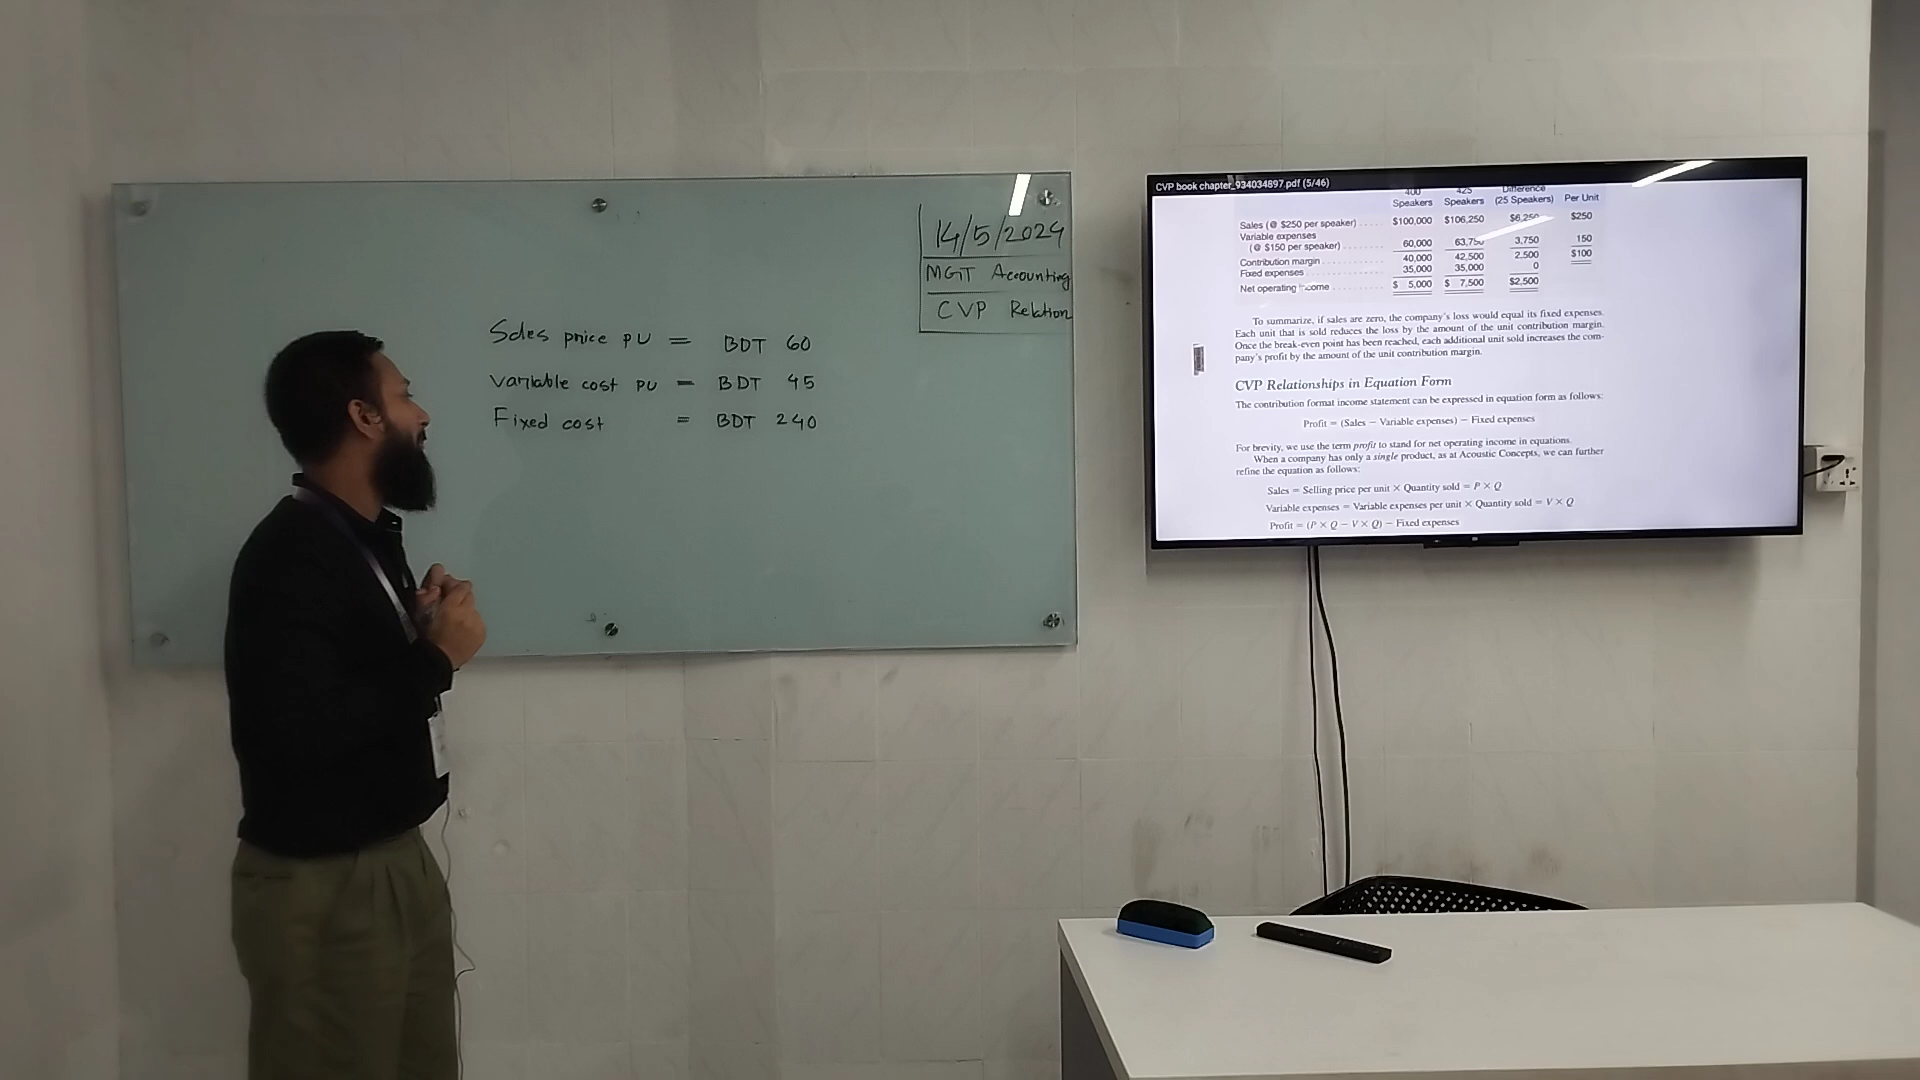 14/5/2024
MGT Accounting
CVP Relation
Sales price pu = BDT 60
Variable cost pu = BDT 45
Fixed cost = BDT 240
CVP book chapter_934034897.pdf (5/46)
400 425 Difference
Speakers Speakers (25 Speakers) Per Unit
Sales (@ $250 per speaker) . . . . $100,000 $106,250 $6,250 $250
Variable expenses
(@ $150 per speaker) . . . . . . . . 60,000 63,750 3,750 150
Contribution margin . . . . . . . . . . . . 40,000 42,500 2,500 $100
Fixed expenses . . . . . . . . . . . . . . . 35,000 35,000 0
Net operating income . . . . . . . . . . $ 5,000 $ 7,500 $2,500
To summarize, if sales are zero, the company's loss would equal its fixed expenses.
Each unit that is sold reduces the loss by the amount of the unit contribution margin.
Once the break-even point has been reached, each additional unit sold increases the com-
pany's profit by the amount of the unit contribution margin.
CVP Relationships in Equation Form
The contribution format income statement can be expressed in equation form as follows:
Profit = (Sales − Variable expenses) − Fixed expenses
For brevity, we use the term profit to stand for net operating income in equations.
When a company has only a single product, as at Acoustic Concepts, we can further
refine the equation as follows:
Sales = Selling price per unit × Quantity sold = P × Q
Variable expenses = Variable expenses per unit × Quantity sold = V × Q
Profit = (P × Q − V × Q) − Fixed expenses